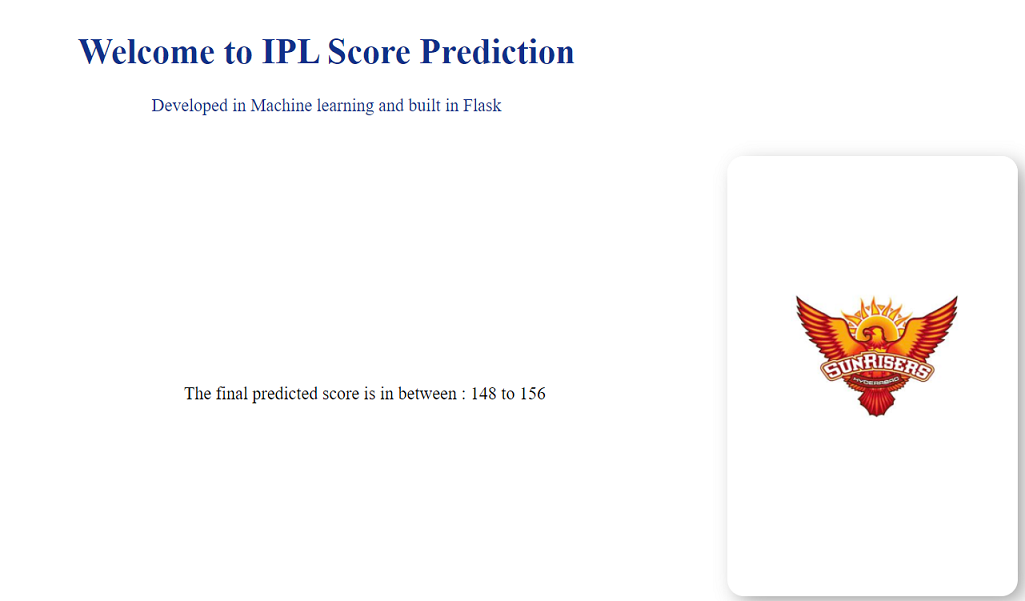 Welcome to IPL Score Prediction
Developed in Machine learning and built in Flask
The final predicted score is in between : 148 to 156
SUNRISERS
HYDERABAD